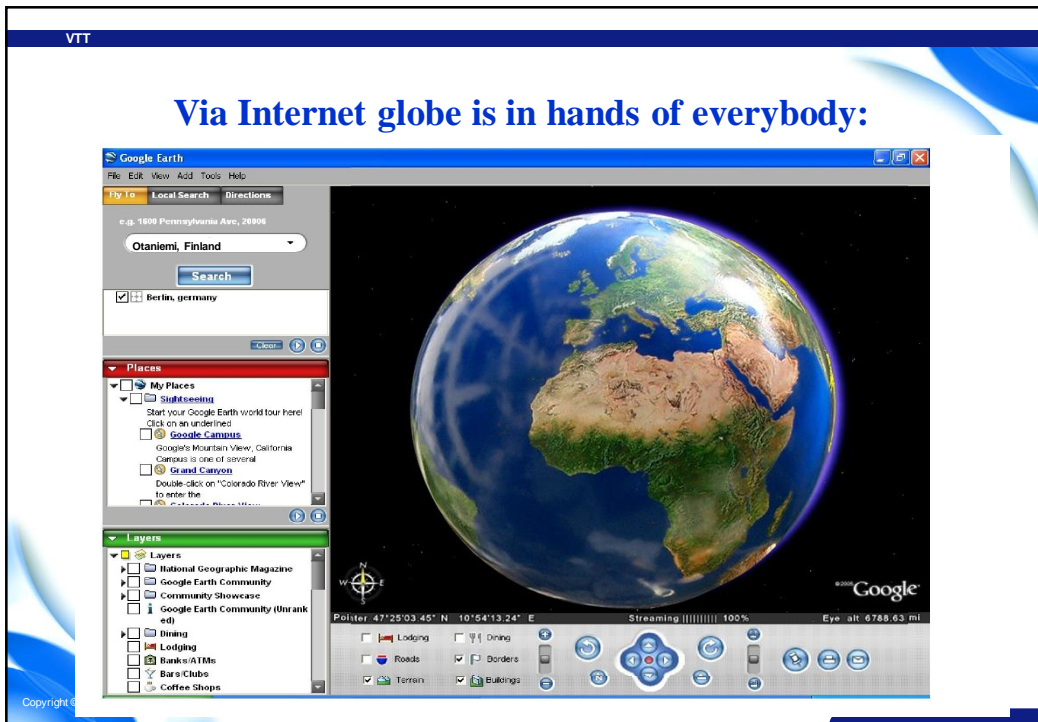 VTT
Via Internet globe is in hands of everybody:
Google Earth
File Edit View Add Tools Help
Fly To Local Search Directions
e.g. 1600 Pennsylvania Ave, 20006
Otaniemi, Finland
Search
Berlin, germany
Clear
Places
My Places
Sightseeing
Start your Google Earth world tour here!
Click on an underlined
Google Campus
Google's Mountain View, California
Campus is one of several
Grand Canyon
Double-click on "Colorado River View"
to enter the
Colorado River View
Layers
Layers
National Geographic Magazine
Google Earth Community
Community Showcase
Google Earth Community (Unrank
ed)
Dining
Lodging
Banks/ATMs
Bars/Clubs
Coffee Shops
N
W E
S
©2005 Google
Pointer 47°25'03.45" N 10°54'13.24" E Streaming |||||||||| 100% Eye alt 6788.63 mi
Lodging Dining
Roads Borders
Terrain Buildings
Copyright ©